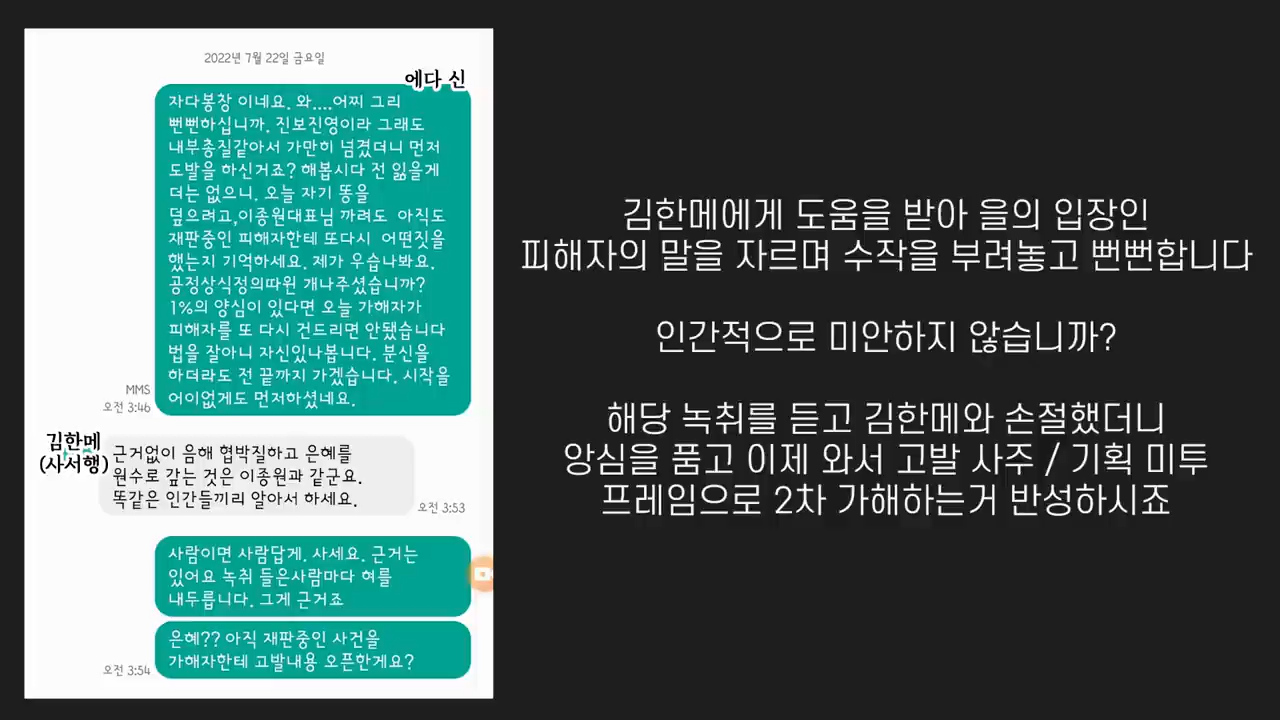 2022년 7월 22일 금요일
에다 신
자다봉창 이네요. 와....어찌 그리
뻔뻔하십니까. 진보진영이라 그래도
내부총질같아서 가만히 넘겼더니 먼저
도발을 하신거죠? 해봅시다 전 잃을게
더는 없으니. 오늘 자기 똥을
덮으려고,이종원대표님 까려도 아직도
재판중인 피해자한테 또다시 어떤짓을
했는지 기억하세요. 제가 우습나봐요.
공정상식정의따윈 개나주셨습니까?
1%의 양심이 있다면 오늘 가해자가
피해자를 또 다시 건드리면 안됐습니다
법을 잘아니 자신있나봅니다. 분신을
하더라도 전 끝까지 가겠습니다. 시작을
어이없게도 먼저하셨네요.
MMS
오전 3:46
김한메
(사서행)
근거없이 음해 협박질하고 은혜를
원수로 갚는 것은 이종원과 같군요.
똑같은 인간들끼리 알아서 하세요.
오전 3:53
사람이면 사람답게, 사세요. 근거는
있어요 녹취 들은사람마다 혀를
내두릅니다. 그게 근거죠
은혜?? 아직 재판중인 사건을
가해자한테 고발내용 오픈한게요?
오전 3:54
김한메에게 도움을 받아 을의 입장인
피해자의 말을 자르며 수작을 부려놓고 뻔뻔합니다
인간적으로 미안하지 않습니까?
해당 녹취를 듣고 김한메와 손절했더니
앙심을 품고 이제 와서 고발 사주 / 기획 미투
프레임으로 2차 가해하는거 반성하시죠